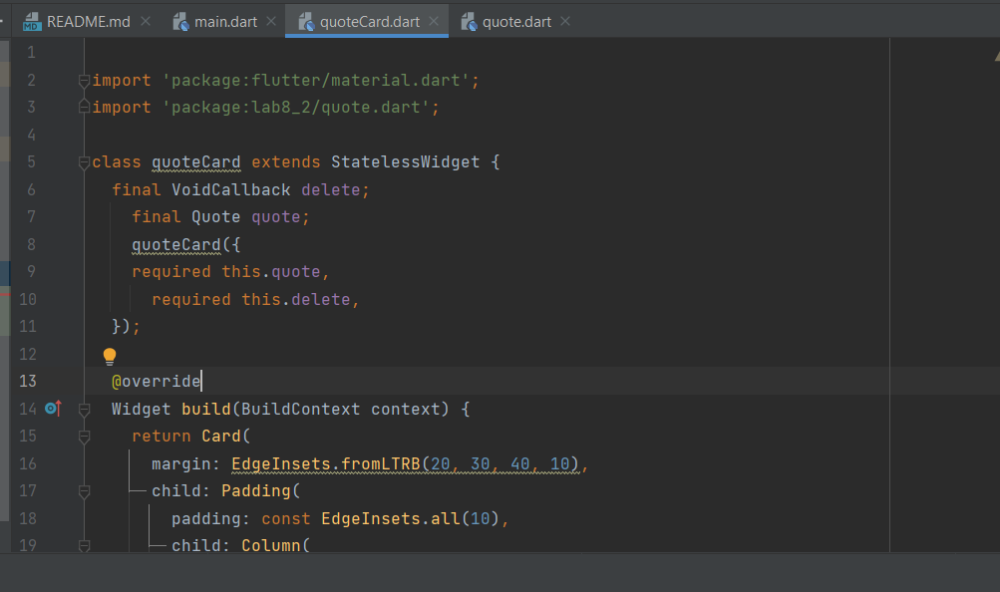 README.md main.dart quoteCard.dart quote.dart
1
2 import 'package:flutter/material.dart';
3 import 'package:lab8_2/quote.dart';
4
5 class quoteCard extends StatelessWidget {
6 final VoidCallback delete;
7 final Quote quote;
8 quoteCard({
9 required this.quote,
10 required this.delete,
11 });
12
13 @override
14 Widget build(BuildContext context) {
15 return Card(
16 margin: EdgeInsets.fromLTRB(20, 30, 40, 10),
17 child: Padding(
18 padding: const EdgeInsets.all(10),
19 child: Column(